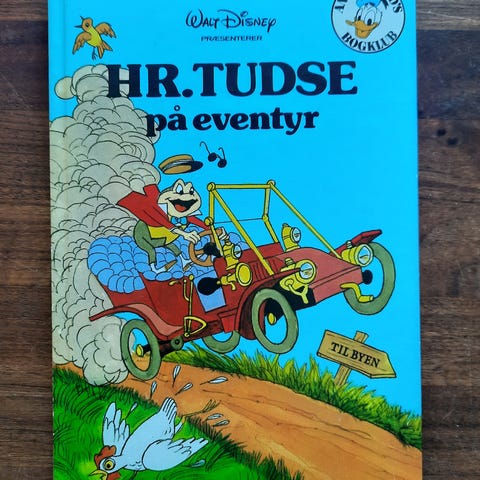 WALT DISNEY
PRÆSENTERER
BOGKLUB
HR. TUDSE
på eventyr
TIL BYEN